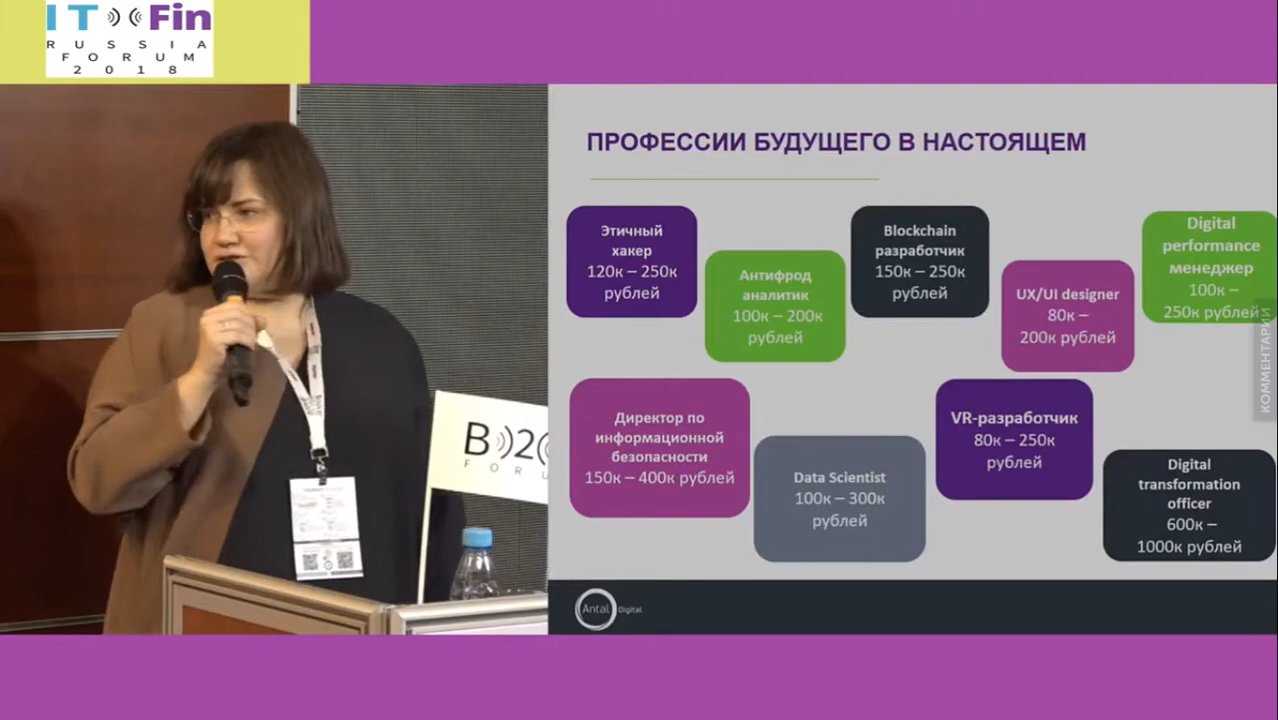 IT Fin
RUSSIA
FORUM
2018
ПРОФЕССИИ БУДУЩЕГО В НАСТОЯЩЕМ
Этичный
хакер
120к – 250к
рублей
Антифрод
аналитик
100к – 200к
рублей
Blockchain
разработчик
150к – 250к
рублей
UX/UI designer
80к –
200к рублей
Digital
performance
менеджер
100к –
250к рублей
Директор по
информационной
безопасности
150к – 400к рублей
Data Scientist
100к – 300к
рублей
VR-разработчик
80к – 250к
рублей
Digital
transformation
officer
600к –
1000к рублей
КОММЕНТАРИИ
B 2
FORU
Antal Digital